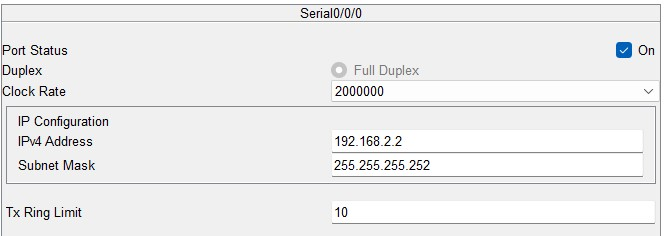 Serial0/0/0
Port Status
On
Duplex
Full Duplex
Clock Rate
2000000
IP Configuration
IPv4 Address
192.168.2.2
Subnet Mask
255.255.255.252
Tx Ring Limit
10